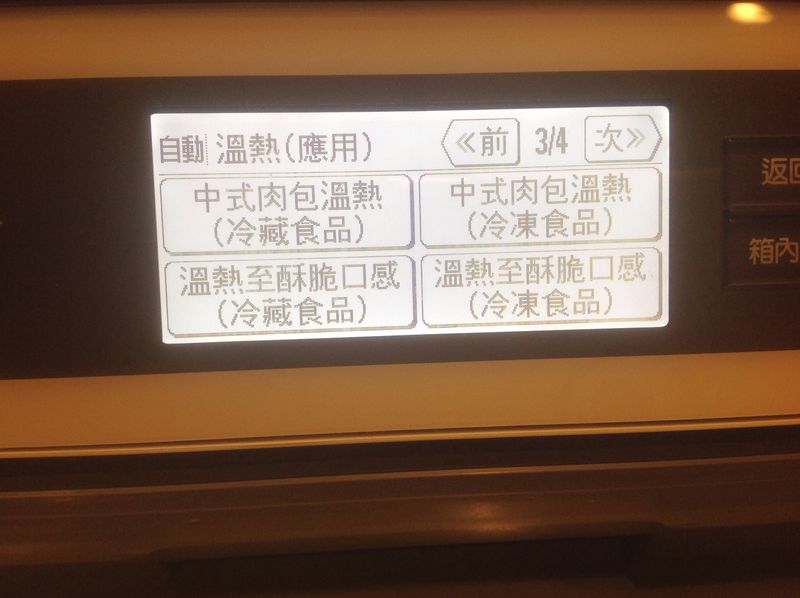 自動 溫熱(應用) ≪前 3/4 次≫
中式肉包溫熱
(冷藏食品)
中式肉包溫熱
(冷凍食品)
溫熱至酥脆口感
(冷藏食品)
溫熱至酥脆口感
(冷凍食品)
返回
箱內